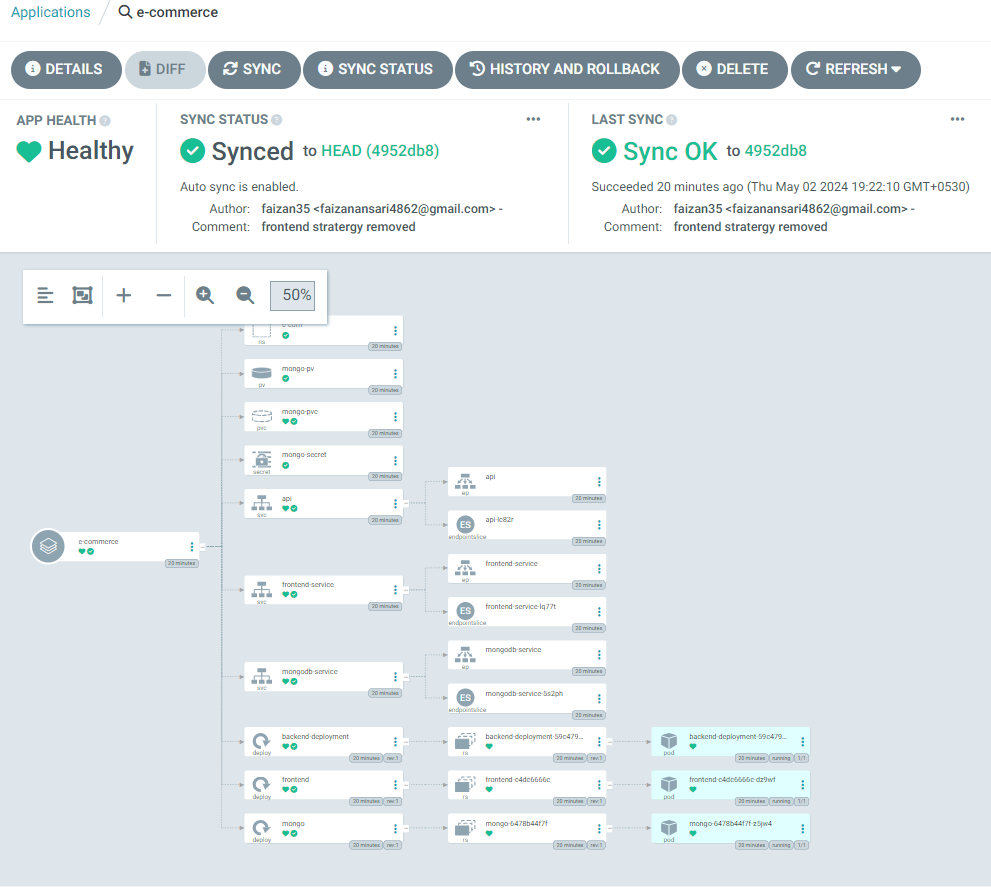 Applications / e-commerce
DETAILS DIFF SYNC SYNC STATUS HISTORY AND ROLLBACK DELETE REFRESH
APP HEALTH
Healthy
SYNC STATUS
Synced to HEAD (4952db8)
Auto sync is enabled.
Author: faizan35 <faizanansari4862@gmail.com> -
Comment: frontend stratergy removed
LAST SYNC
Sync OK to 4952db8
Succeeded 20 minutes ago (Thu May 02 2024 19:22:10 GMT+0530)
Author: faizan35 <faizanansari4862@gmail.com> -
Comment: frontend stratergy removed
50%
e-commerce
20 minutes
e-com
ns
20 minutes
mongo-pv
pv
20 minutes
mongo-pvc
pvc
20 minutes
mongo-secret
secret
20 minutes
api
svc
20 minutes
api
ep
20 minutes
ES
endpointslice
20 minutes
frontend-service
svc
20 minutes
frontend-service
ep
20 minutes
ES frontend-service-lq77t
endpointslice
20 minutes
mongodb-service
svc
20 minutes
mongodb-service
ep
20 minutes
ES mongodb-service-5s2ph
endpointslice
20 minutes
backend-deployment
deploy
20 minutes rev:1
backend-deployment-59c479...
rs
20 minutes rev:1
backend-deployment-59c479...
pod
20 minutes running 1/1
frontend
deploy
20 minutes rev:1
frontend-c4dc6666c
rs
20 minutes rev:1
frontend-c4dc6666c-dz9wf
pod
20 minutes running 1/1
mongo
deploy
20 minutes rev:1
mongo-6478b44f7f
rs
20 minutes rev:1
mongo-6478b44f7f-z5jw4
pod
20 minutes running 1/1